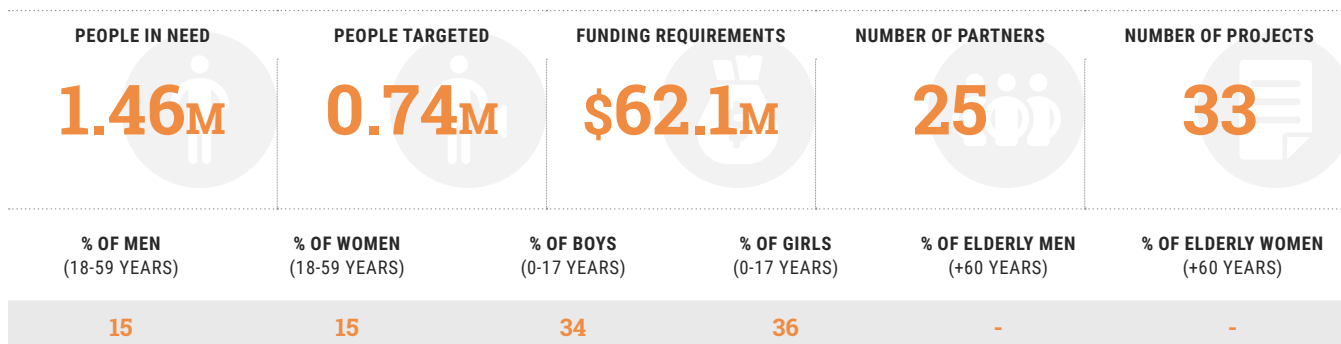 PEOPLE IN NEED PEOPLE TARGETED FUNDING REQUIREMENTS NUMBER OF PARTNERS NUMBER OF PROJECTS
1.46M 0.74M $62.1M 25 33
% OF MEN % OF WOMEN % OF BOYS % OF GIRLS % OF ELDERLY MEN % OF ELDERLY WOMEN
(18-59 YEARS) (18-59 YEARS) (0-17 YEARS) (0-17 YEARS) (+60 YEARS) (+60 YEARS)
15 15 34 36 - -